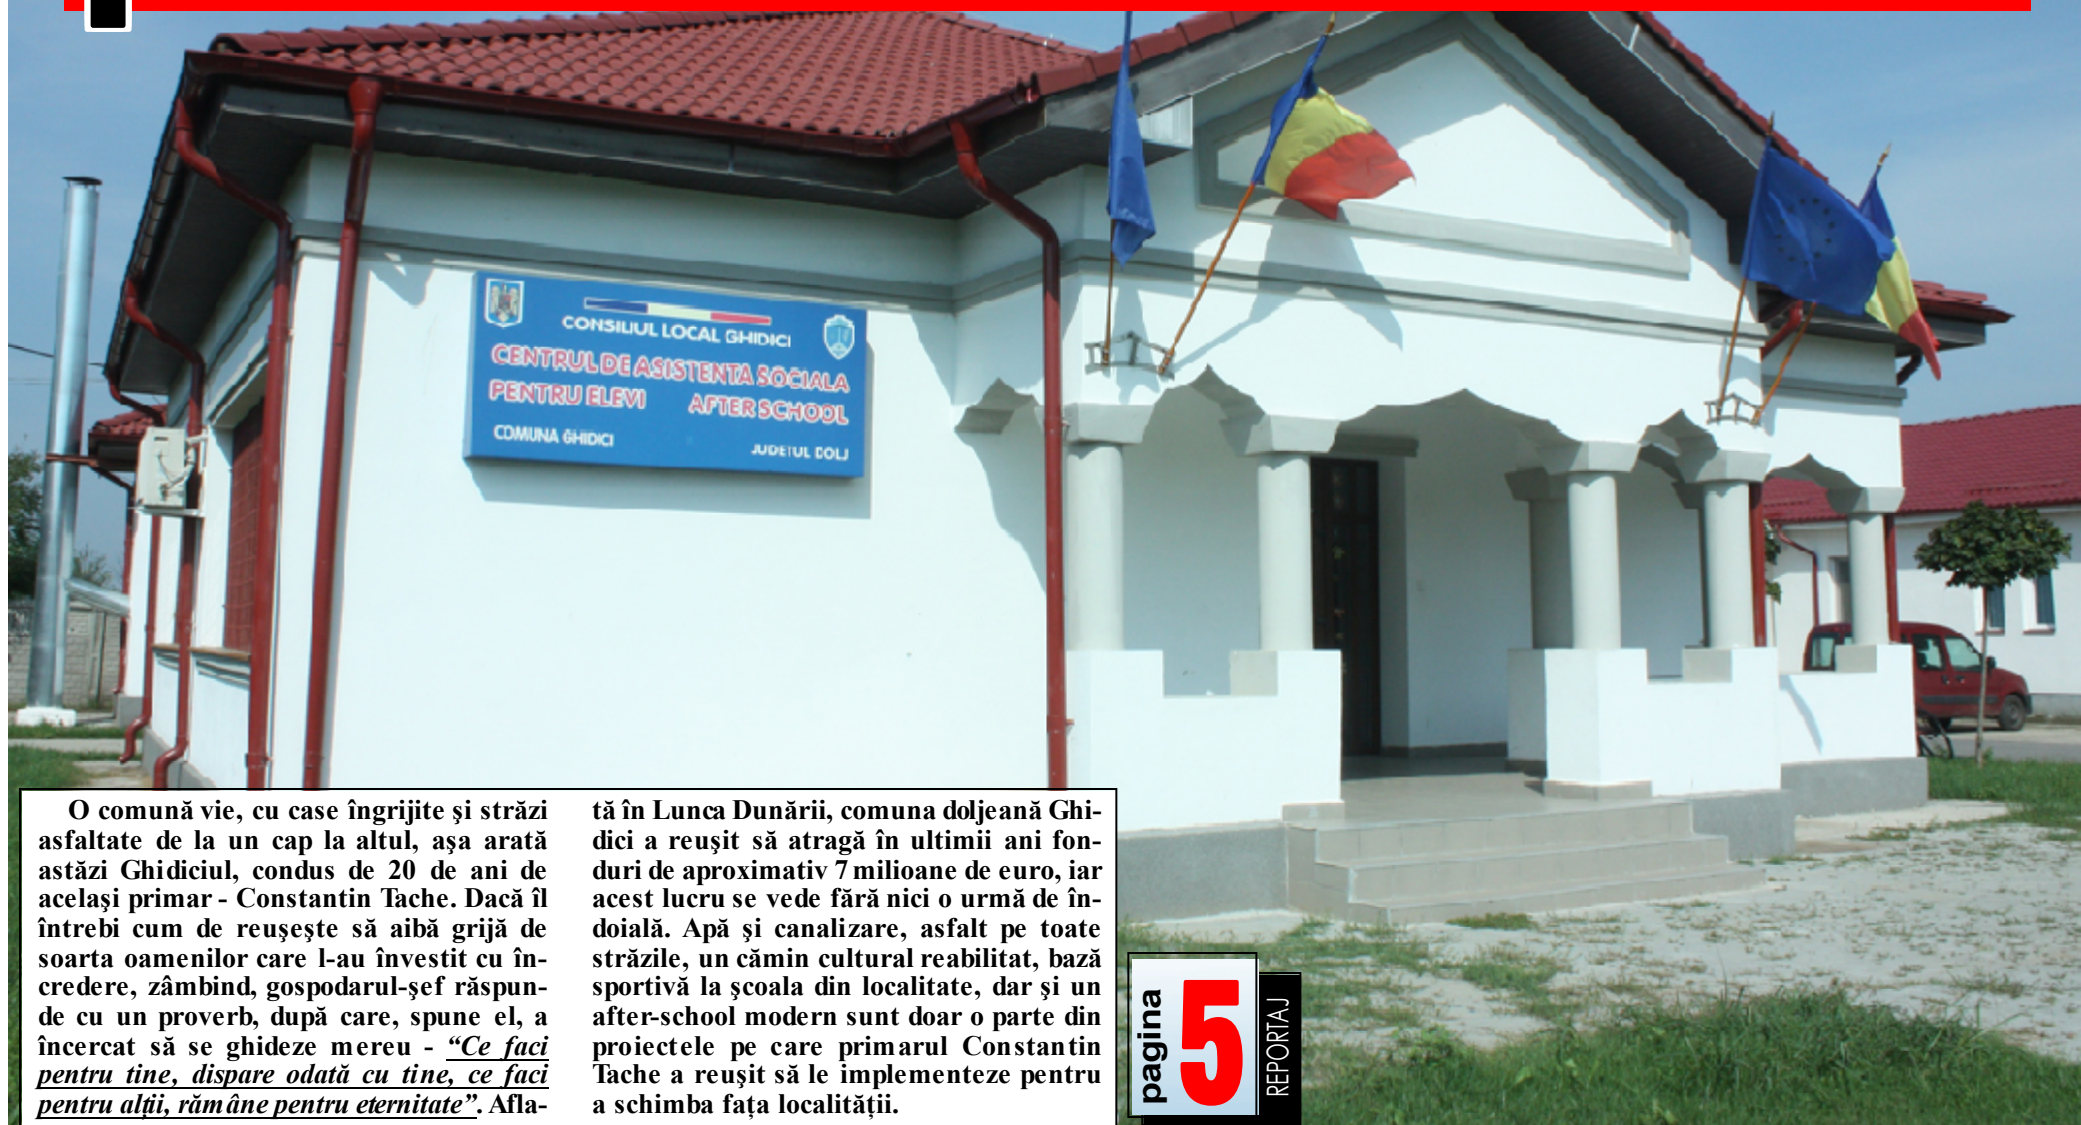 CONSILIUL LOCAL GHIDICI
CENTRUL DE ASISTENTA SOCIALA
PENTRU ELEVI AFTER SCHOOL
COMUNA GHIDICI
JUDETUL DOLJ
O comună vie, cu case îngrijite şi străzi
asfaltate de la un cap la altul, aşa arată
astăzi Ghidiciul, condus de 20 de ani de
acelaşi primar - Constantin Tache. Dacă îl
întrebi cum de reuşeşte să aibă grijă de
soarta oamenilor care l-au învestit cu în-
credere, zâmbind, gospodarul-şef răspun-
de cu un proverb, după care, spune el, a
încercat să se ghideze mereu - “Ce faci
pentru tine, dispare odată cu tine, ce faci
pentru alţii, rămâne pentru eternitate”. Afla-
tă în Lunca Dunării, comuna doljeană Ghi-
dici a reuşit să atragă în ultimii ani fon-
duri de aproximativ 7 milioane de euro, iar
acest lucru se vede fără nici o urmă de în-
doială. Apă şi canalizare, asfalt pe toate
străzile, un cămin cultural reabilitat, bază
sportivă la şcoala din localitate, dar şi un
after-school modern sunt doar o parte din
proiectele pe care primarul Constantin
Tache a reuşit să le implementeze pentru
a schimba faţa localităţii.
pagina
5
REPORTAJ